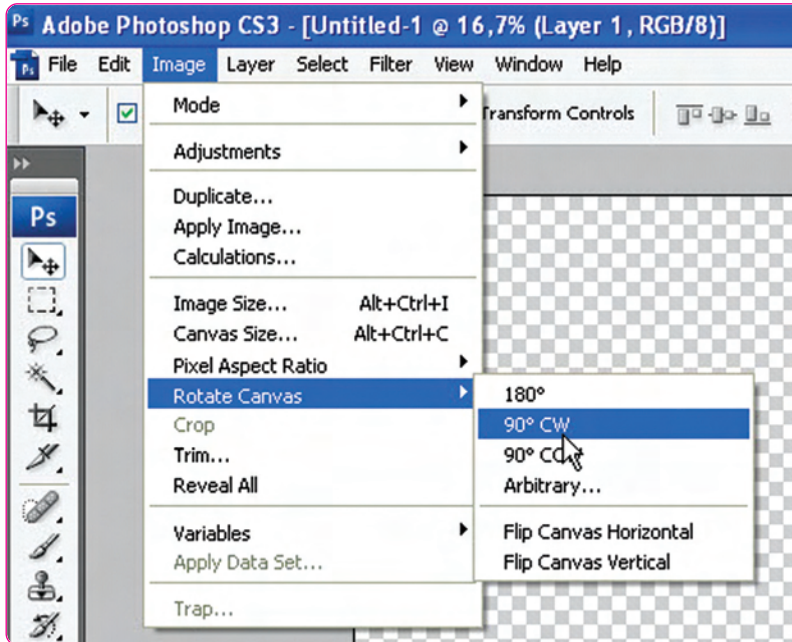 Ps Adobe Photoshop CS3 - [Untitled-1 @ 16,7% (Layer 1, RGB/8)]
Ps File Edit Image Layer Select Filter View Window Help
Transform Controls
Ps
Mode
Adjustments
Duplicate...
Apply Image...
Calculations...
Image Size... Alt+Ctrl+I
Canvas Size... Alt+Ctrl+C
Pixel Aspect Ratio
Rotate Canvas
Crop
Trim...
Reveal All
Variables
Apply Data Set...
Trap...
180°
90° CW
Arbitrary...
Flip Canvas Horizontal
Flip Canvas Vertical